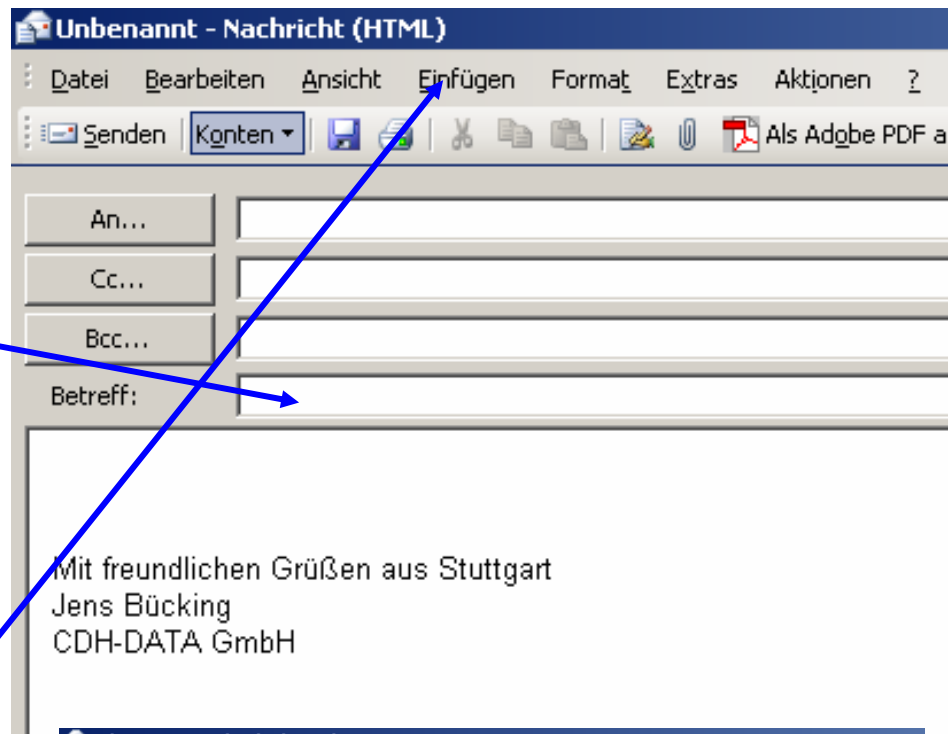 Unbenannt - Nachricht (HTML)
Datei Bearbeiten Ansicht Einfügen Format Extras Aktionen ?
Senden Konten Als Adobe PDF a
An...
Cc...
Bcc...
Betreff:
Mit freundlichen Grüßen aus Stuttgart
Jens Bücking
CDH-DATA GmbH